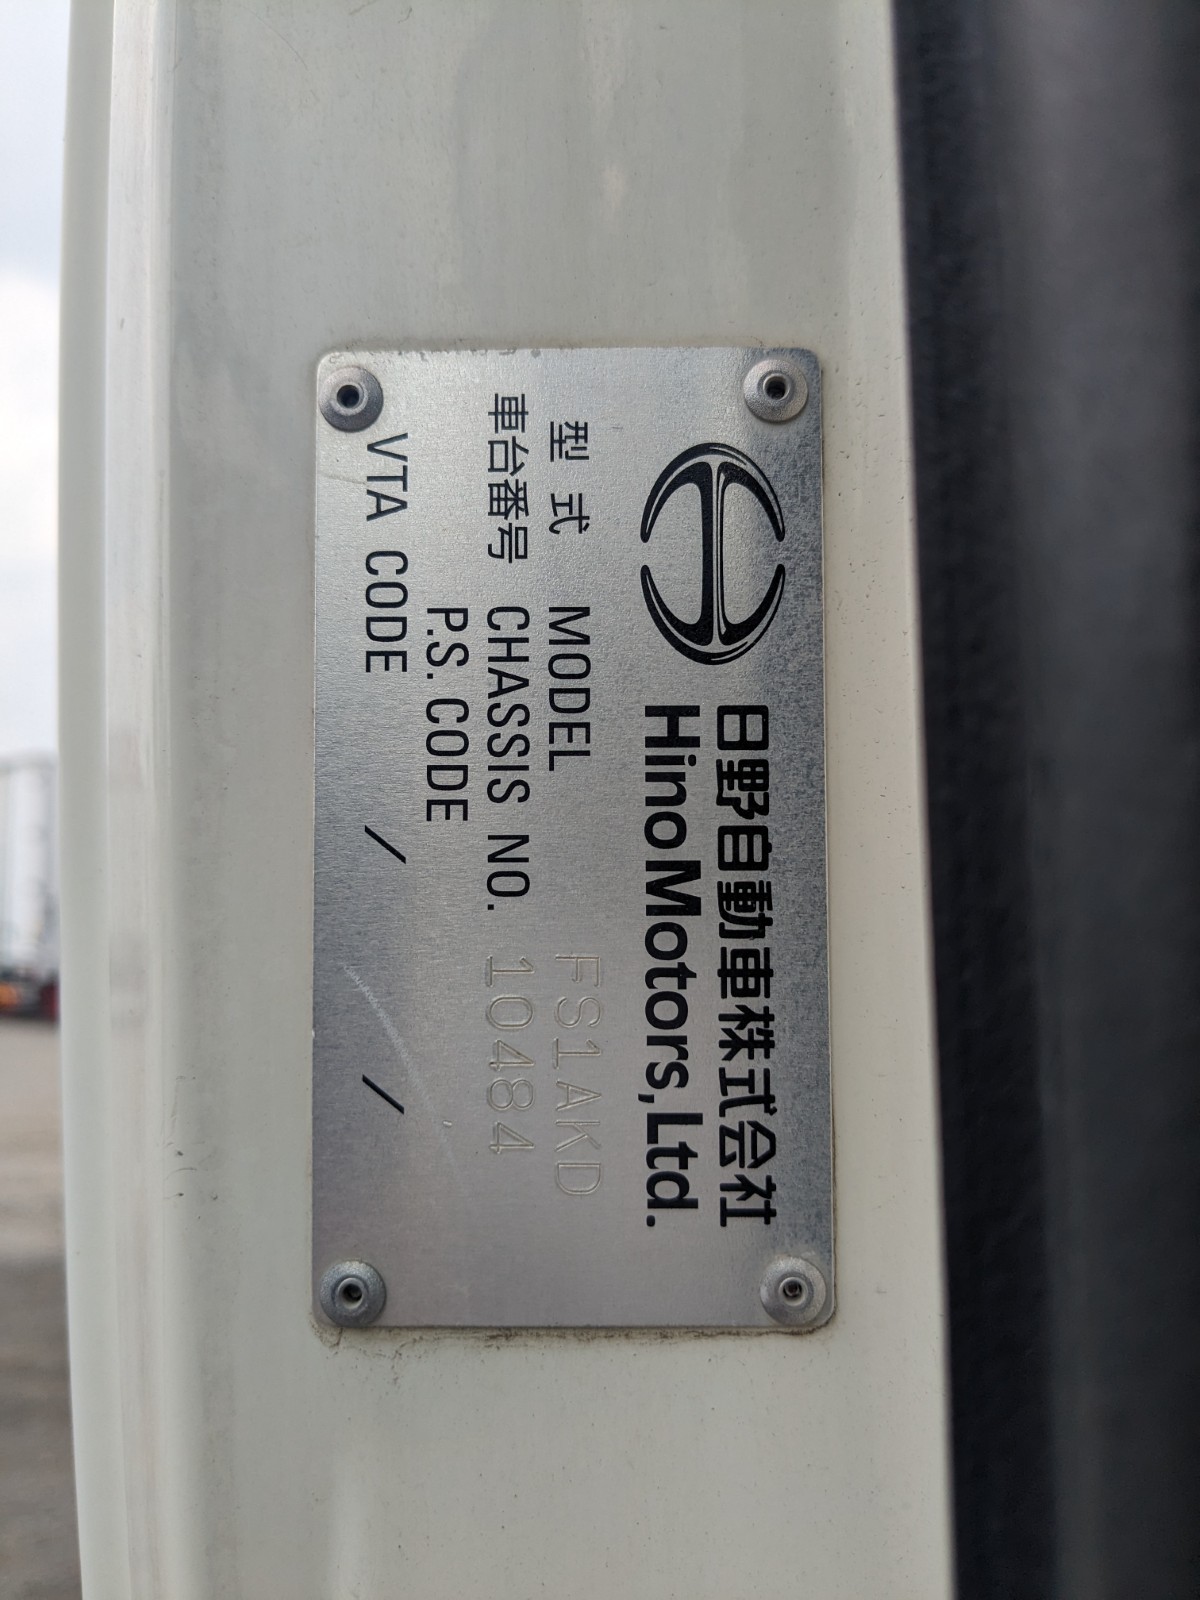 日野自動車株式会社
Hino Motors, Ltd.
型式 MODEL FS1AKD
車台番号 CHASSIS NO. 10484
P.S. CODE
VTA CODE / /